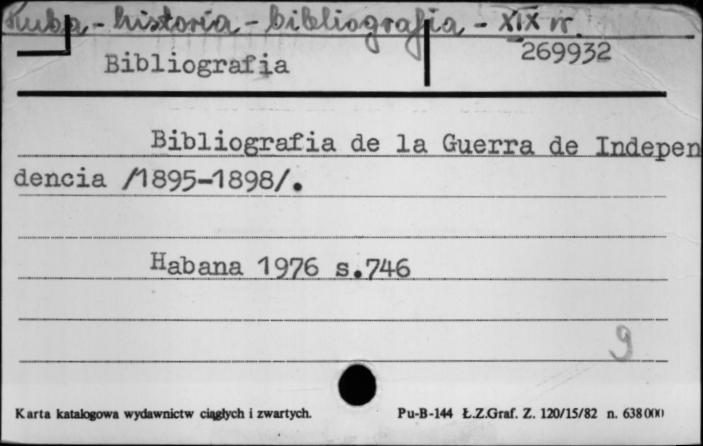 Kuba - historia - bibliografia - XIX w.
269932
Bibliografia
Bibliografia de la Guerra de Indepen
dencia /1895-1898/.
Habana 1976 s.746
9
Karta katalogowa wydawnictw ciągłych i zwartych. Pu-B-144 Ł.Z.Graf. Z. 120/15/82 n. 638000